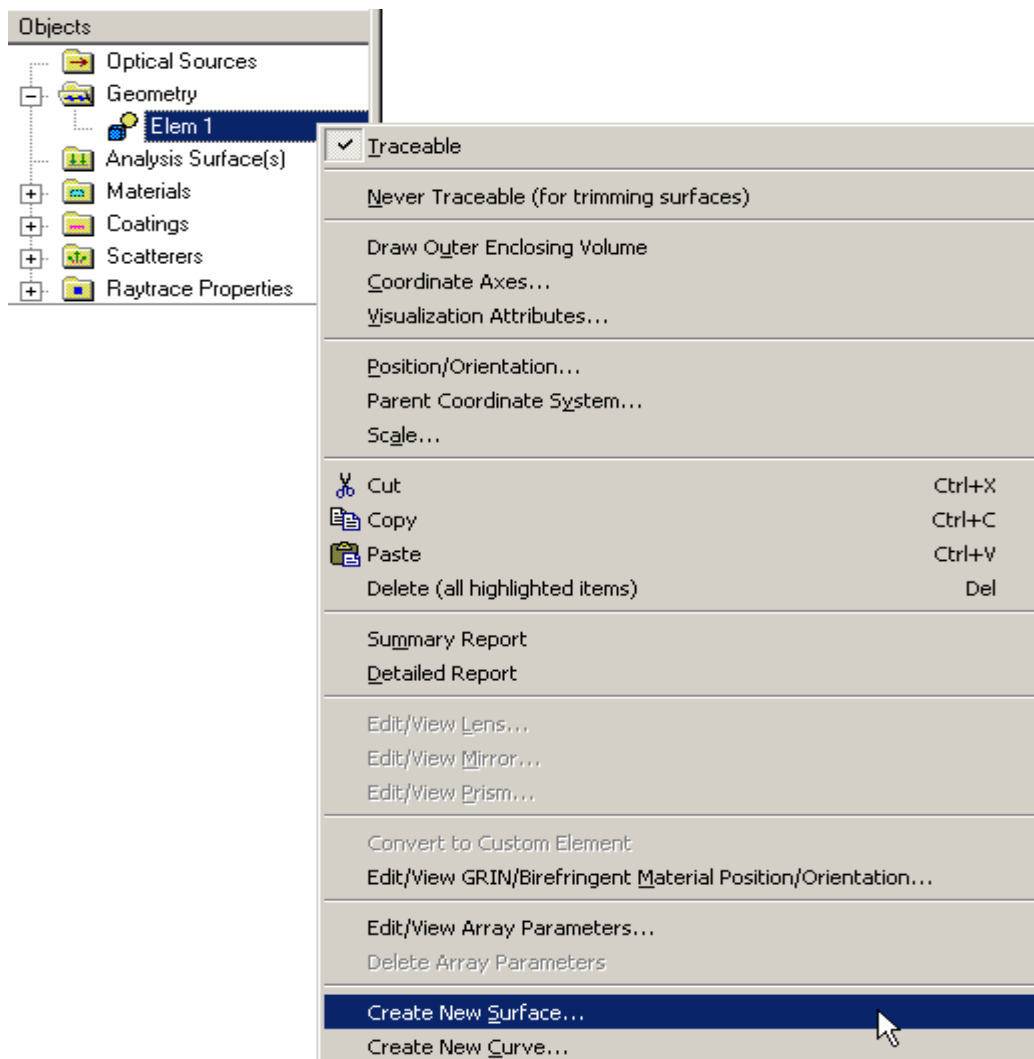 Objects
Optical Sources
Geometry
Elem 1
Analysis Surface(s)
Materials
Coatings
Scatterers
Raytrace Properties
Traceable
Never Traceable (for trimming surfaces)
Draw Outer Enclosing Volume
Coordinate Axes...
Visualization Attributes...
Position/Orientation...
Parent Coordinate System...
Scale...
Cut Ctrl+X
Copy Ctrl+C
Paste Ctrl+V
Delete (all highlighted items) Del
Summary Report
Detailed Report
Edit/View Lens...
Edit/View Mirror...
Edit/View Prism...
Convert to Custom Element
Edit/View GRIN/Birefringent Material Position/Orientation...
Edit/View Array Parameters...
Delete Array Parameters
Create New Surface...
Create New Curve...